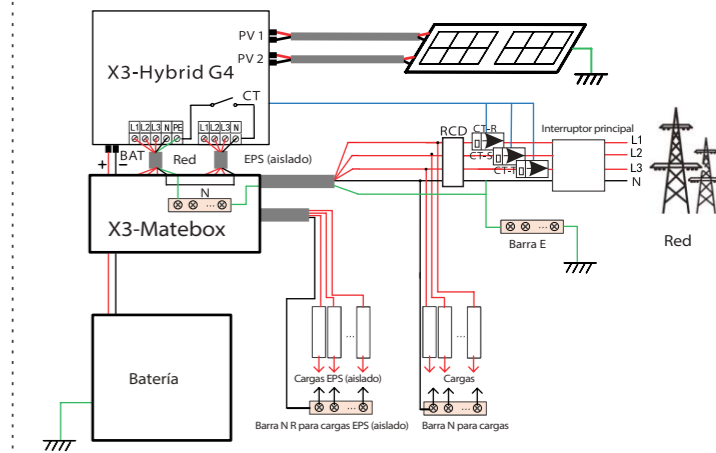 PV 1
PV 2
X3-Hybrid G4
CT
L1 L2 L3 N PE
L1 L2 L3 N
+ BAT −
Red
EPS (aislado)
N
...
X3-Matebox
RCD
CT-R
CT-S
CT-T
Interruptor principal
L1
L2
L3
N
Red
...
Barra E
Batería
...
Cargas EPS (aislado)
...
Barra N R para cargas EPS (aislado)
...
Cargas
...
Barra N para cargas